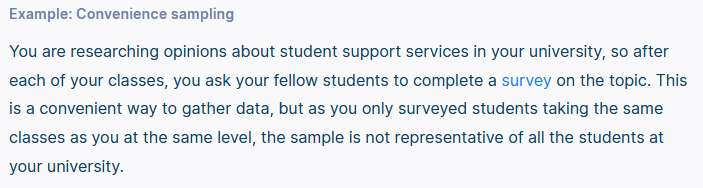 Example: Convenience sampling
You are researching opinions about student support services in your university, so after
each of your classes, you ask your fellow students to complete a survey on the topic. This
is a convenient way to gather data, but as you only surveyed students taking the same
classes as you at the same level, the sample is not representative of all the students at
your university.